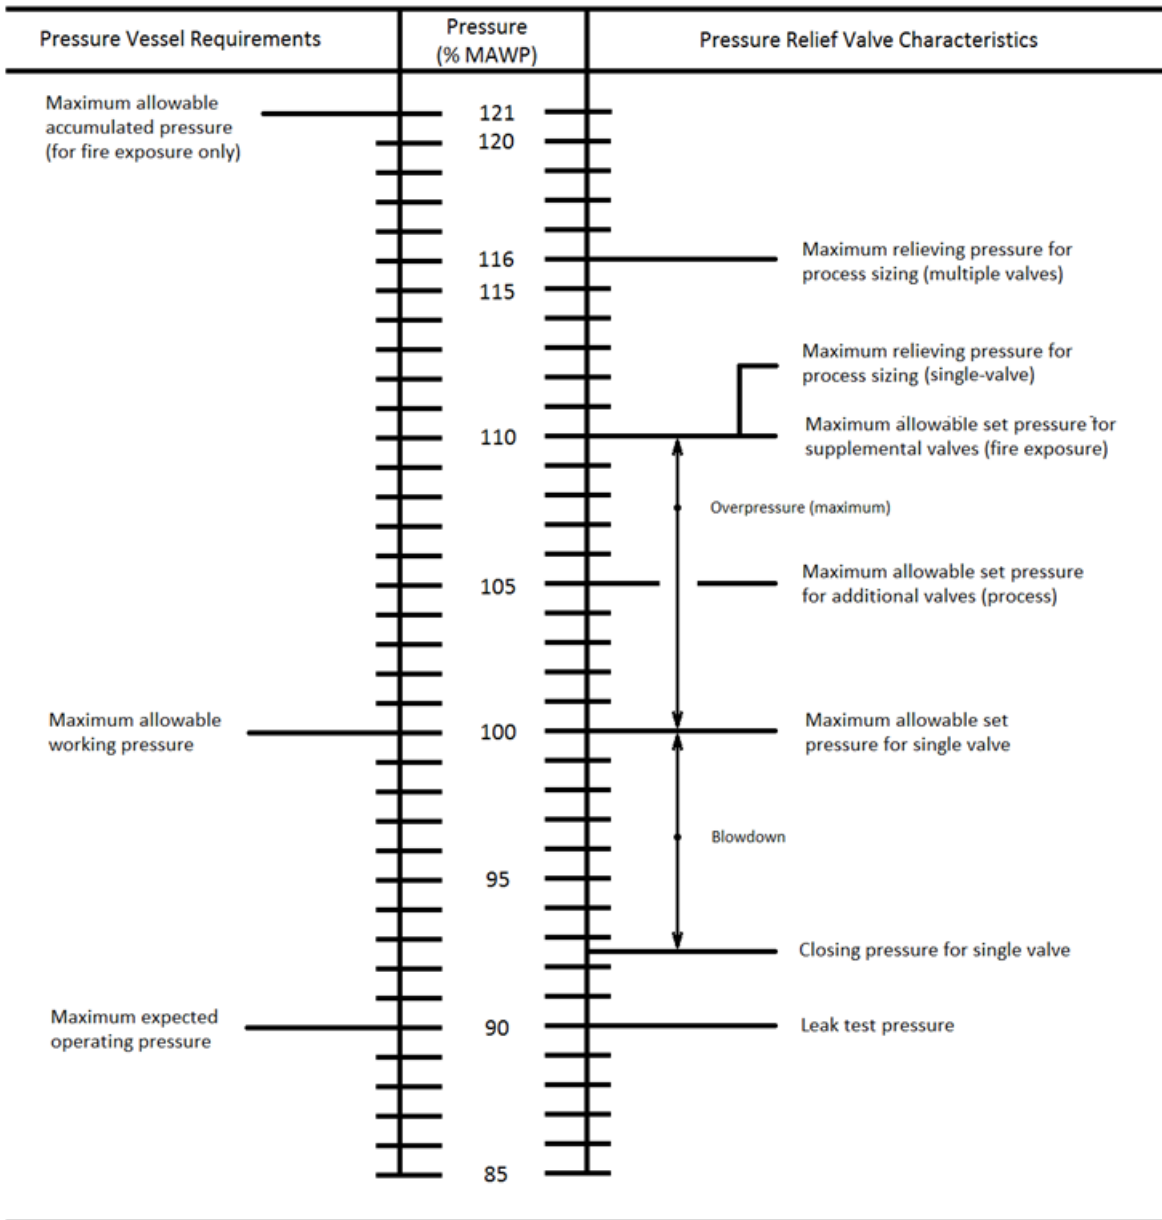 Pressure Vessel Requirements
Pressure
(% MAWP)
Pressure Relief Valve Characteristics
Maximum allowable
accumulated pressure
(for fire exposure only)
121
120
116
115
Maximum relieving pressure for
process sizing (multiple valves)
Maximum relieving pressure for
process sizing (single-valve)
110
Maximum allowable set pressure for
supplemental valves (fire exposure)
Overpressure (maximum)
105
Maximum allowable set pressure
for additional valves (process)
Maximum allowable
working pressure
100
Maximum allowable set
pressure for single valve
Blowdown
95
Closing pressure for single valve
Maximum expected
operating pressure
90
Leak test pressure
85